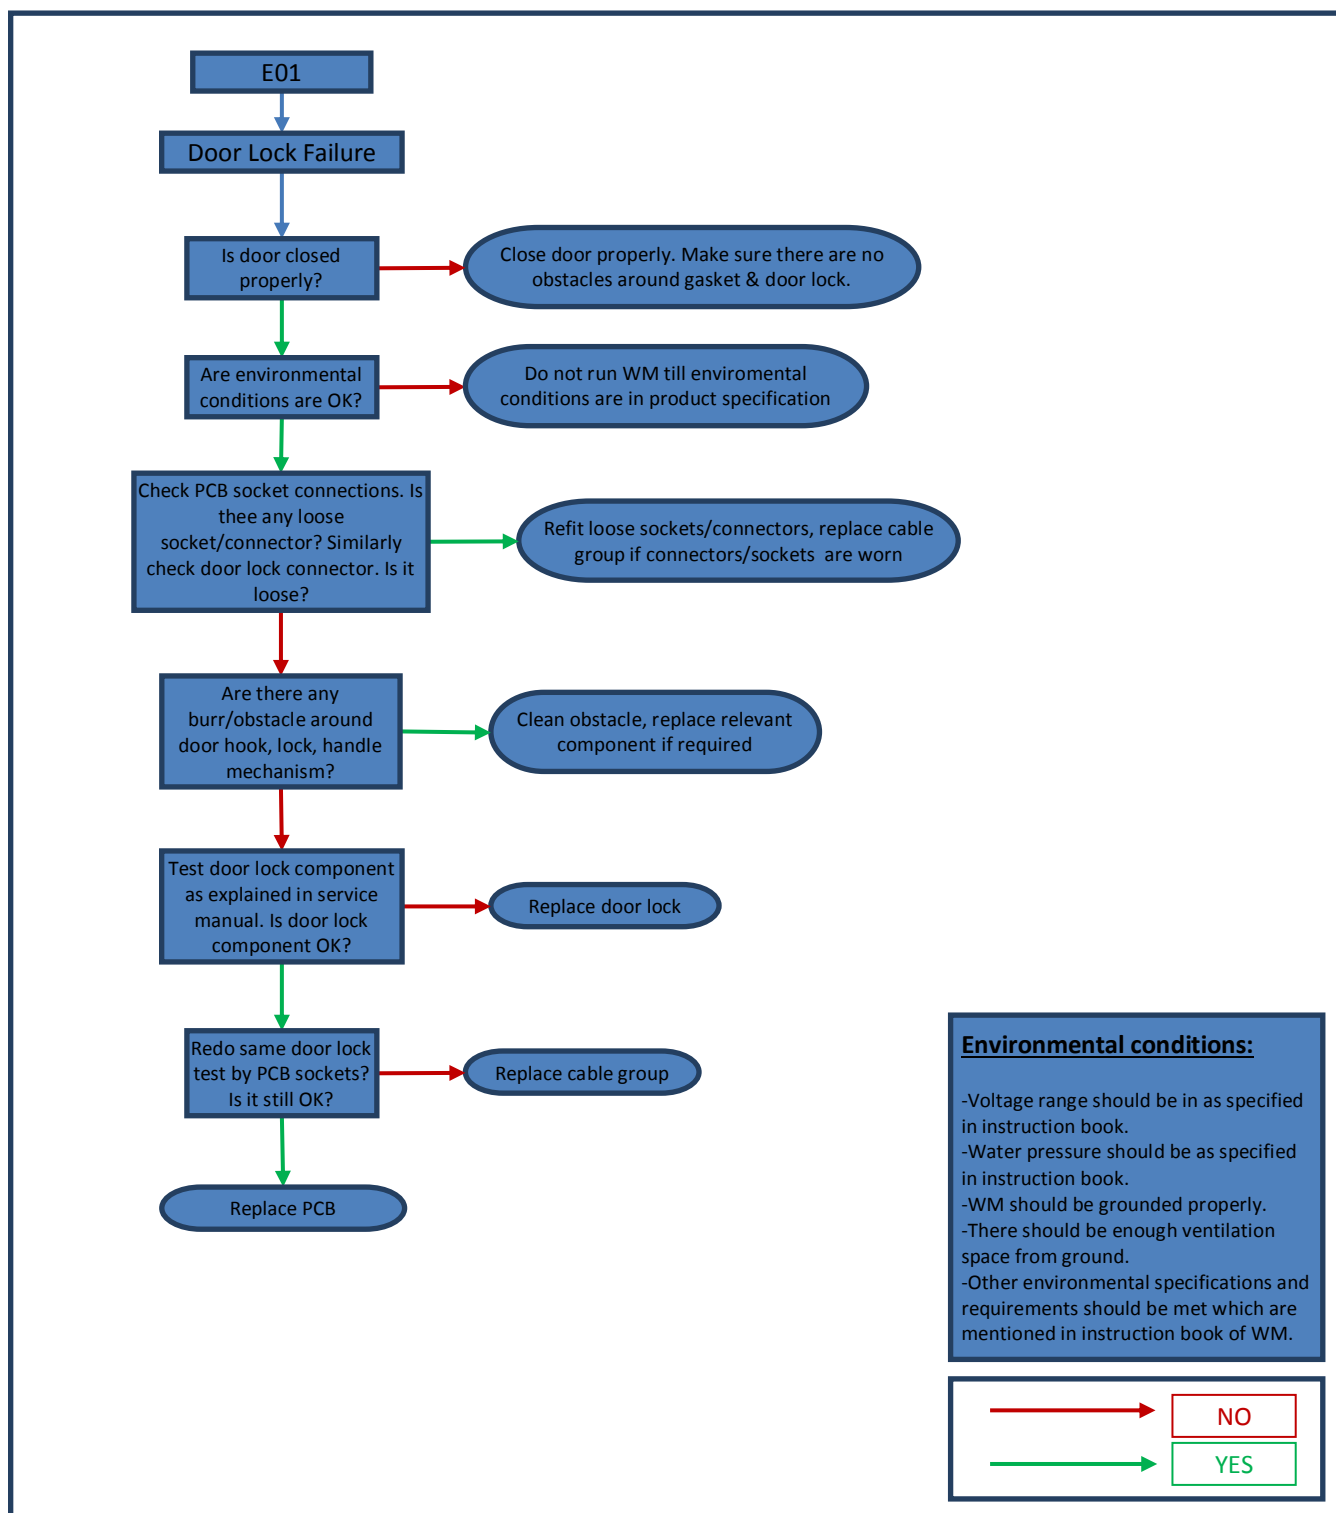 E01
Door Lock Failure
Is door closed
properly?
Close door properly. Make sure there are no
obstacles around gasket & door lock.
Are environmental
conditions are OK?
Do not run WM till enviromental
conditions are in product specification
Check PCB socket connections. Is
thee any loose
socket/connector? Similarly
check door lock connector. Is it
loose?
Refit loose sockets/connectors, replace cable
group if connectors/sockets are worn
Are there any
burr/obstacle around
door hook, lock, handle
mechanism?
Clean obstacle, replace relevant
component if required
Test door lock component
as explained in service
manual. Is door lock
component OK?
Replace door lock
Redo same door lock
test by PCB sockets?
Is it still OK?
Replace cable group
Replace PCB
Environmental conditions:
-Voltage range should be in as specified
in instruction book.
-Water pressure should be as specified
in instruction book.
-WM should be grounded properly.
-There should be enough ventilation
space from ground.
-Other environmental specifications and
requirements should be met which are
mentioned in instruction book of WM.
NO
YES